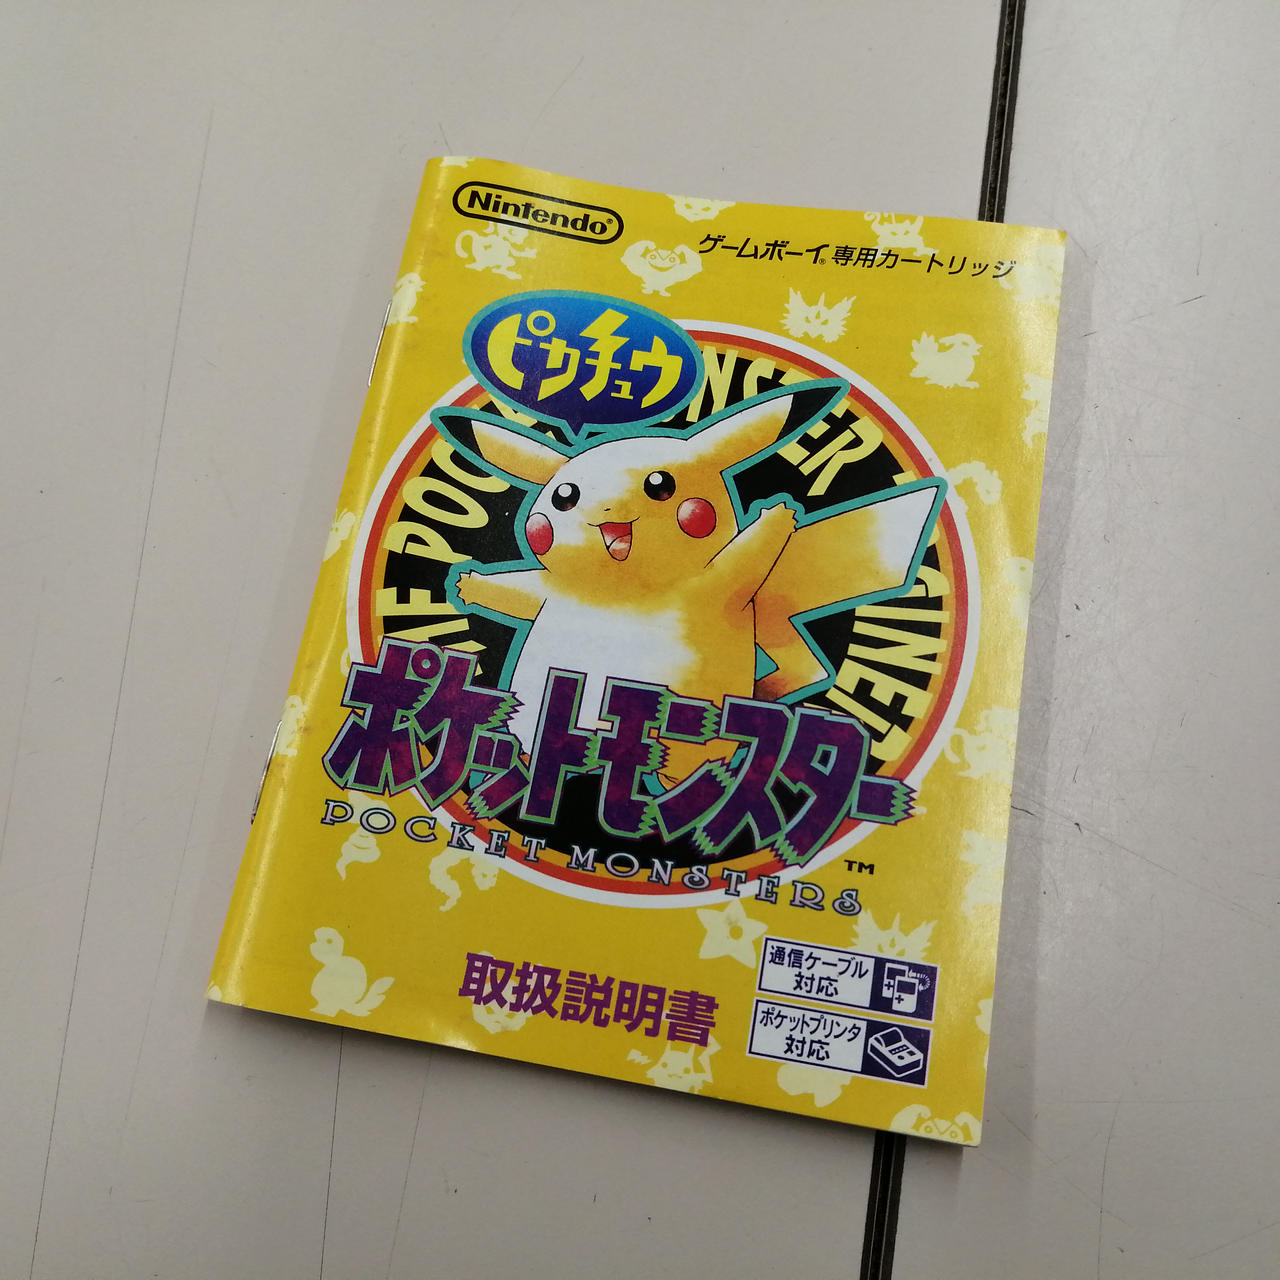 Nintendo®
ゲームボーイ®専用カートリッジ
ピカチュウ
ポケットモンスター
POCKET MONSTERS
TM
取扱説明書
通信ケーブル
対応
ポケットプリンタ
対応